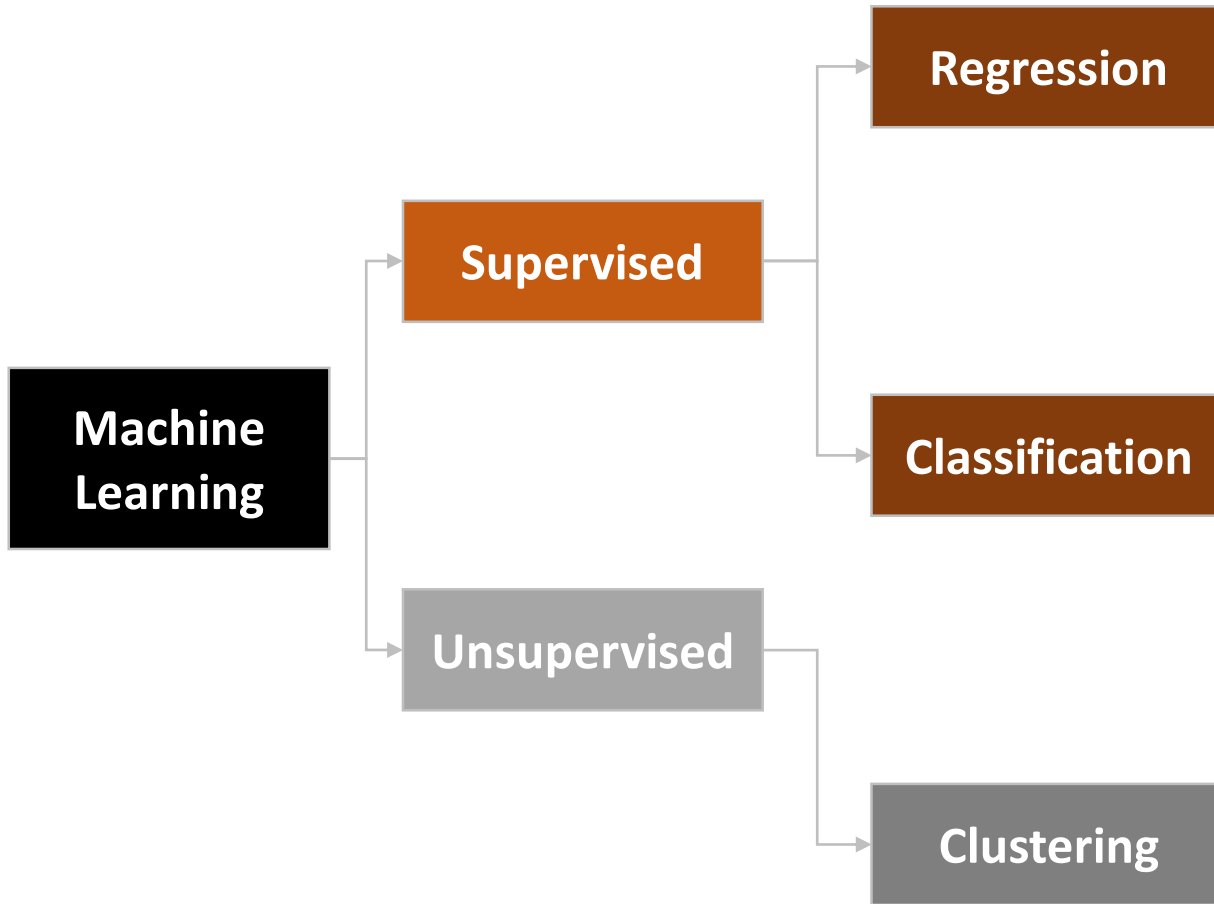 Regression
Supervised
Machine
Learning
Classification
Unsupervised
Clustering